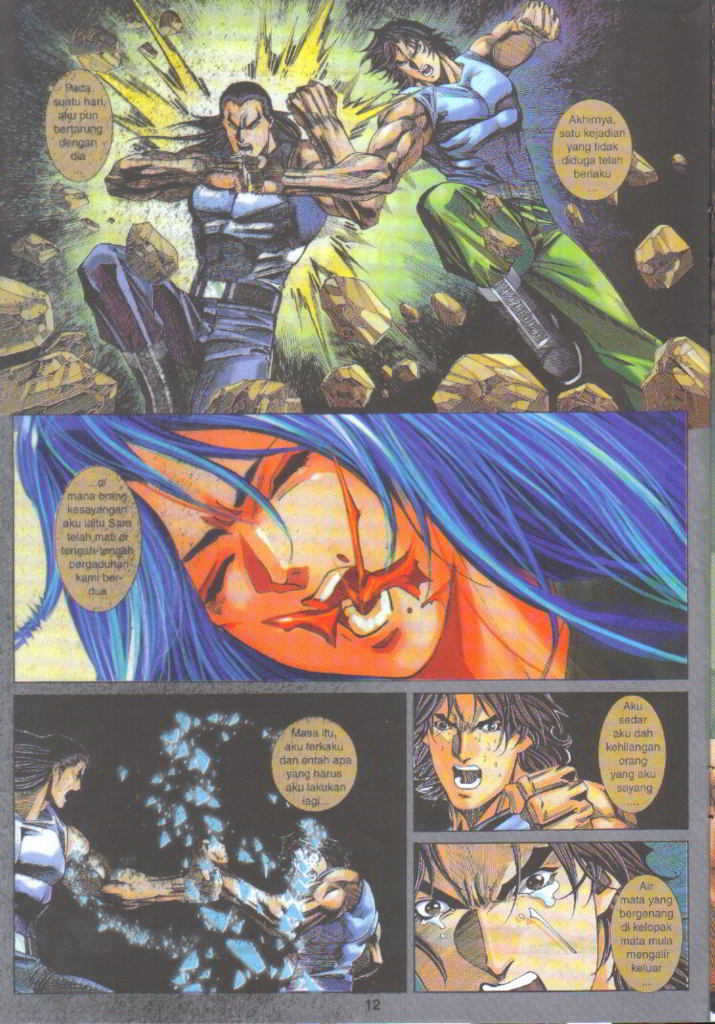 Pada
suatu hari,
aku pun
bertarung
dengan
dia
....
Akhirnya,
satu kejadian
yang tidak
diduga telah
berlaku
...
...di
mana orang
kesayangan
aku iaitu Sara
telah mati di
tengah-tengah
pergaduhan
kami ber-
dua
Masa itu,
aku terkaku
dan entah apa
yang harus
aku lakukan
lagi...
Aku
sedar
aku dah
kehilangan
orang
yang aku
sayang
....
Air
mata yang
bergenang
di kelopak
mata mula
mengalir
keluar
...
12